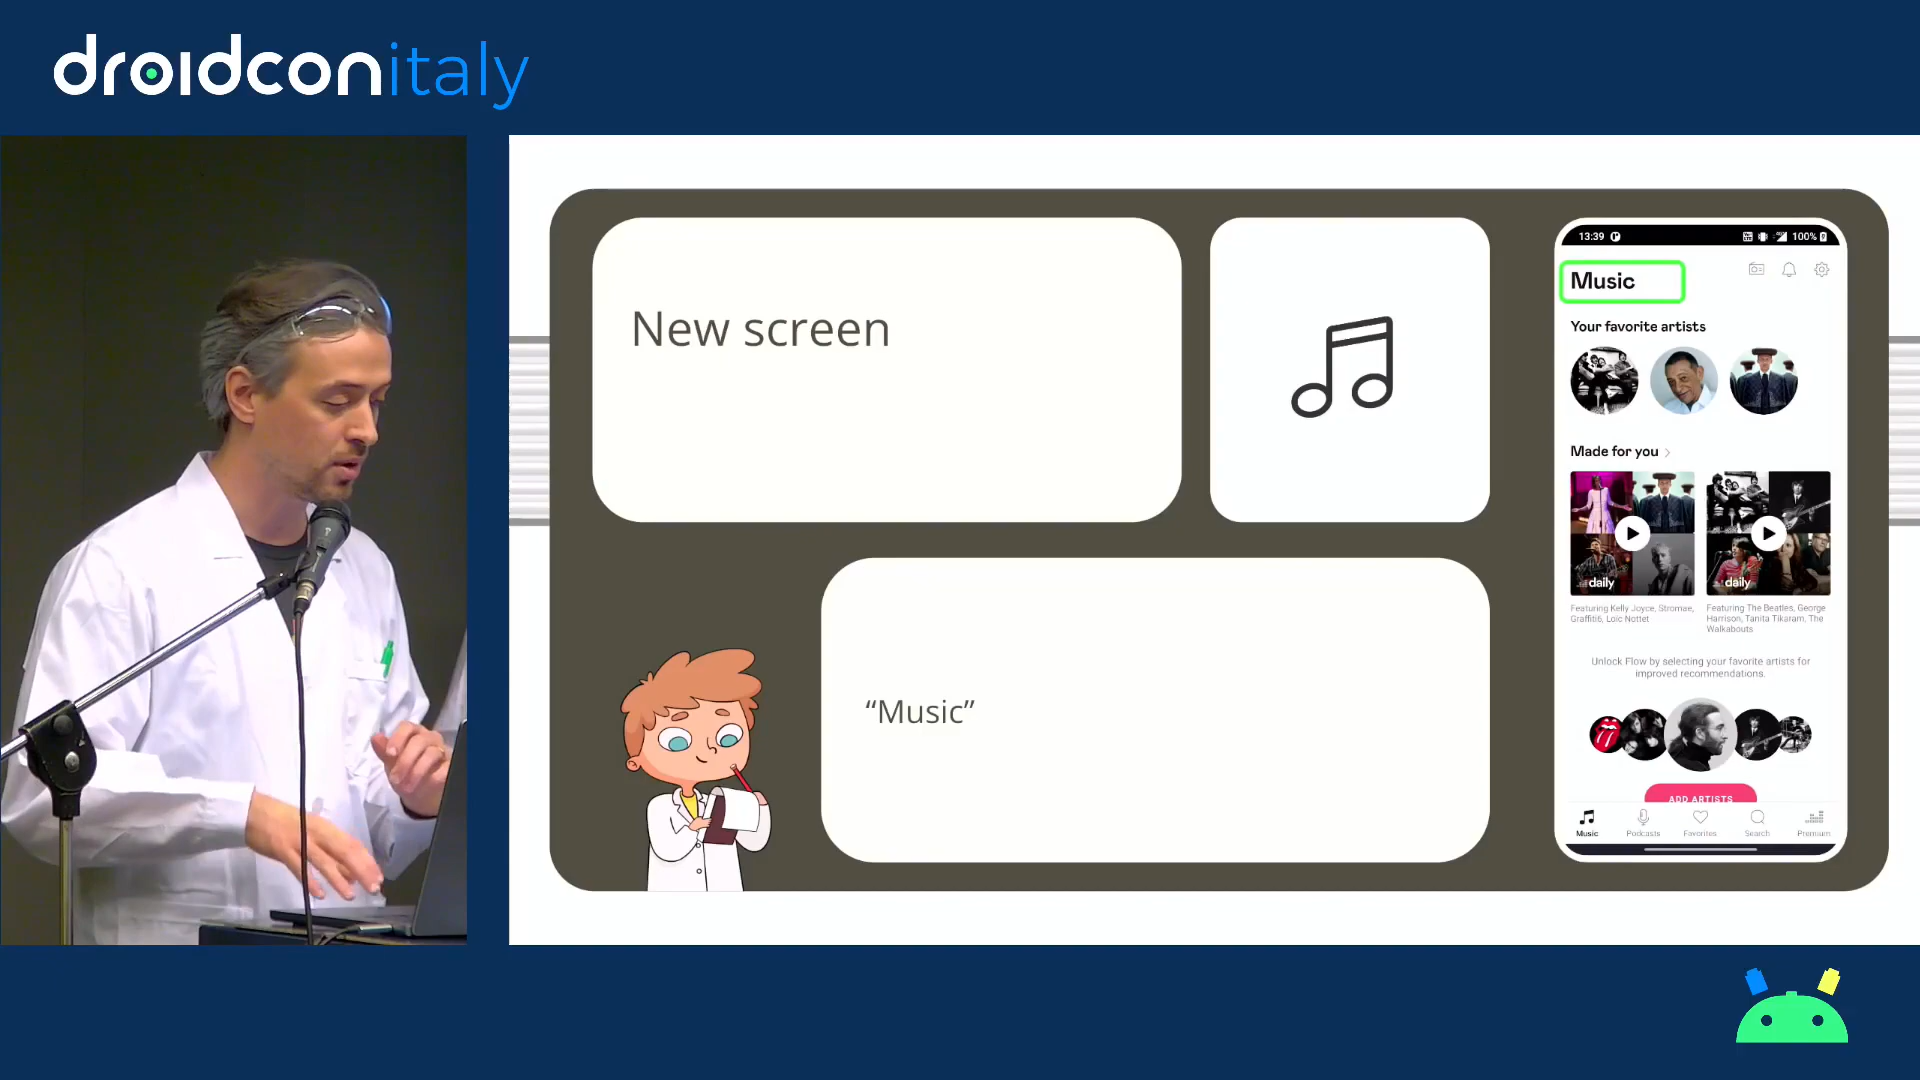 droidconitaly
New screen
"Music"
13:39
100%
Music
Your favorite artists
Made for you
daily
daily
Featuring Kelly Joyce, Stromae,
Graffiti6, Loïc Nottet
Featuring The Beatles, George
Harrison, Tanita Tikaram, The
Walkabouts
Unlock Flow by selecting your favorite artists for
improved recommendations.
ADD ARTISTS
Music
Podcasts
Favorites
Search
Premium